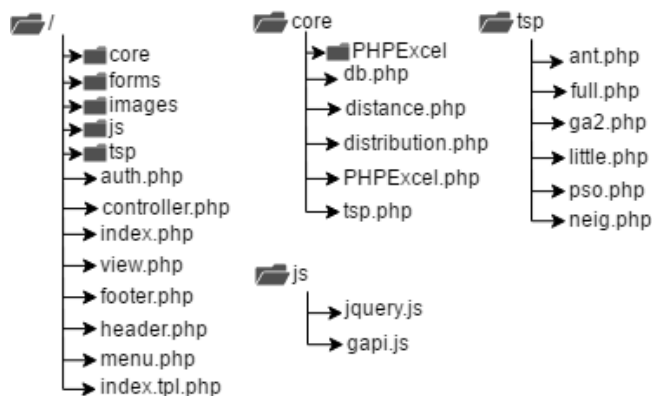 /
core
forms
images
js
tsp
auth.php
controller.php
index.php
view.php
footer.php
header.php
menu.php
index.tpl.php
core
PHPExcel
db.php
distance.php
distribution.php
PHPExcel.php
tsp.php
js
jquery.js
gapi.js
tsp
ant.php
full.php
ga2.php
little.php
pso.php
neig.php